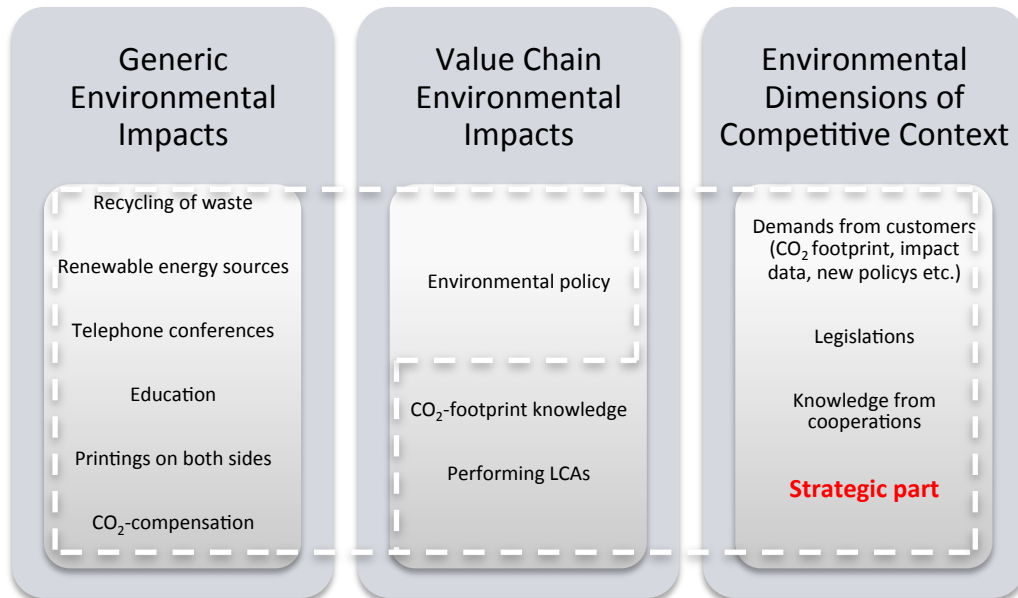 Generic
Environmental
Impacts
Recycling of waste
Renewable energy sources
Telephone conferences
Education
Printings on both sides
CO₂-compensation
Value Chain
Environmental
Impacts
Environmental policy
CO₂-footprint knowledge
Performing LCAs
Environmental
Dimensions of
Competitive Context
Demands from customers
(CO₂ footprint, impact
data, new policys etc.)
Legislations
Knowledge from
cooperations
Strategic part